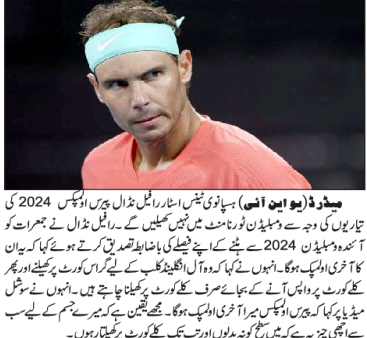 میڈرڈ (یو این آئی) ہسپانوی ٹینس اسٹار رافیل نڈال پیرس اولمپکس 2024 کی
تیاریوں کی وجہ سے ومبلیڈن ٹورنامنٹ میں نہیں کھیلیں گے۔ رافیل نڈال نے جمعرات کو
آئندہ ومبلیڈن 2024 سے ہٹنے کے اپنے فیصلے کی باضابطہ تصدیق کرتے ہوئے کہا کہ یہ ان
کا آخری اولمپک ہوگا۔ انہوں نے کہا کہ وہ آل انگلینڈ کلب کے لیے گراس کورٹ پر کھیلنے اور پھر
کلے کورٹ پر واپس آنے کے بجائے صرف کلے کورٹ پر کھیلنا چاہتے ہیں۔ انہوں نے سوشل
میڈیا پر کہا کہ پیرس اولمپکس میرا آخری اولمپک ہوگا۔ مجھے یقین ہے کہ میرے جسم کے لیے سب
سے اچھی چیز یہ ہے کہ میں سطح کو نہ بدلوں اور تب تک کلے کورٹ پر کھیلتا رہوں۔